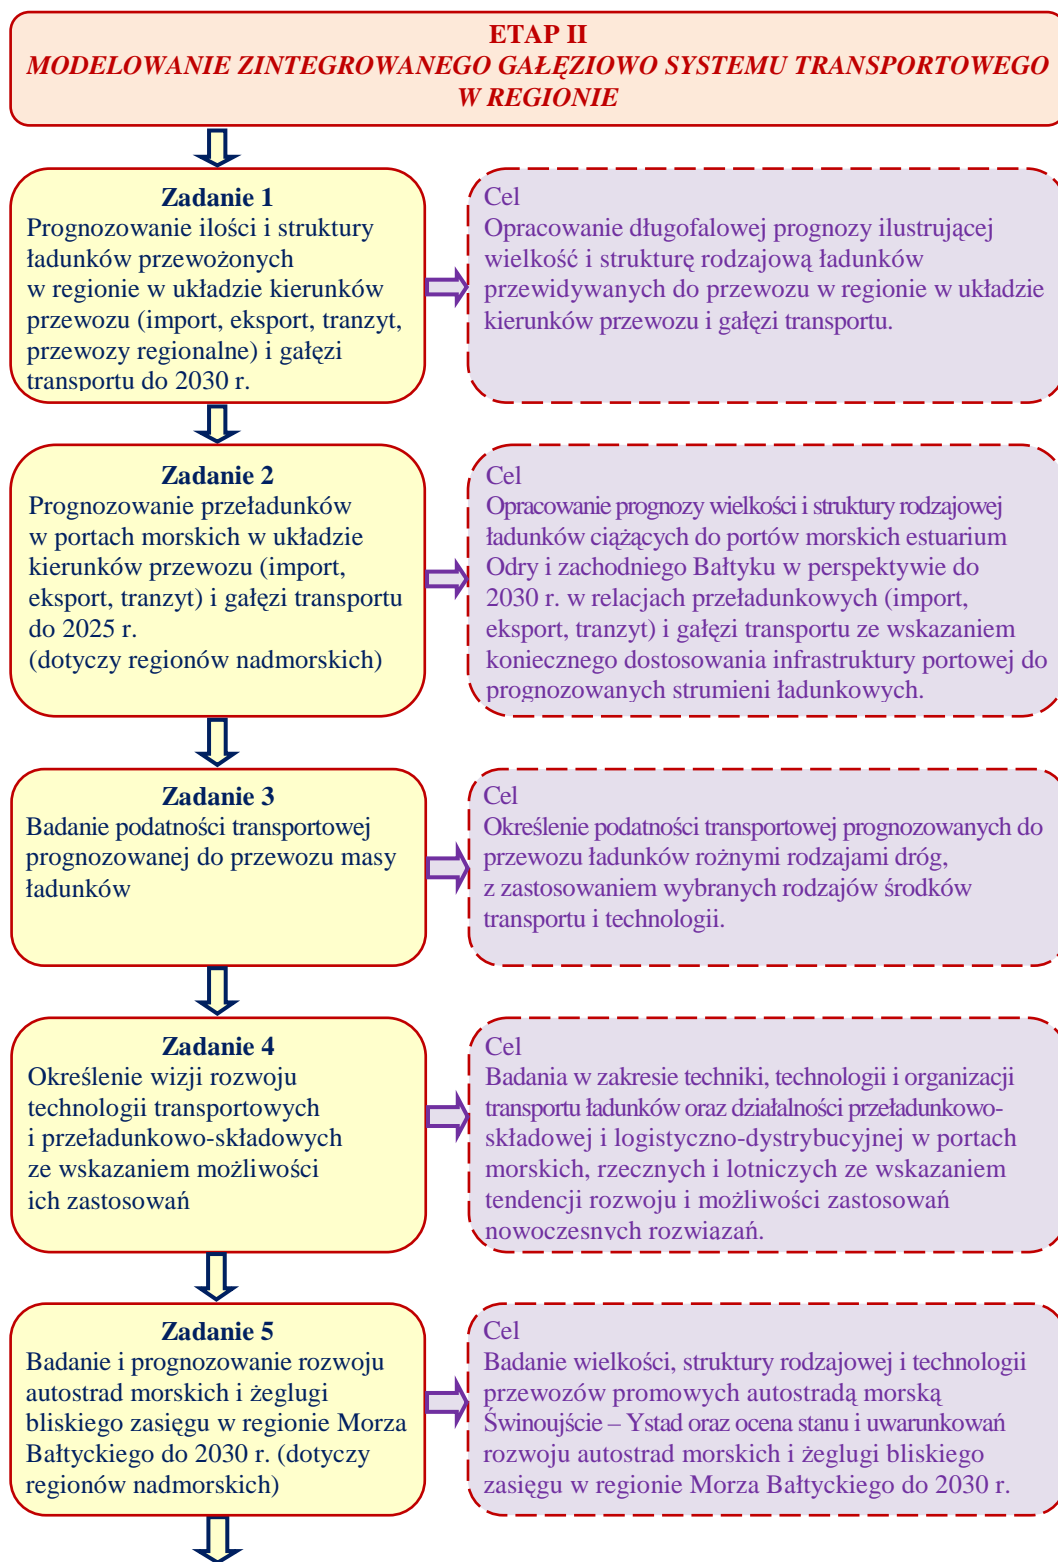 ETAP II
MODELOWANIE ZINTEGROWANEGO GAŁĘZIOWO SYSTEMU TRANSPORTOWEGO
W REGIONIE
Zadanie 1
Prognozowanie ilości i struktury
ładunków przewożonych
w regionie w układzie kierunków
przewozu (import, eksport, tranzyt,
przewozy regionalne) i gałęzi
transportu do 2030 r.
Cel
Opracowanie długofalowej prognozy ilustrującej
wielkość i strukturę rodzajową ładunków
przewidywanych do przewozu w regionie w układzie
kierunków przewozu i gałęzi transportu.
Zadanie 2
Prognozowanie przeładunków
w portach morskich w układzie
kierunków przewozu (import,
eksport, tranzyt) i gałęzi transportu
do 2025 r.
(dotyczy regionów nadmorskich)
Cel
Opracowanie prognozy wielkości i struktury rodzajowej
ładunków ciążących do portów morskich estuarium
Odry i zachodniego Bałtyku w perspektywie do
2030 r. w relacjach przeładunkowych (import,
eksport, tranzyt) i gałęzi transportu ze wskazaniem
koniecznego dostosowania infrastruktury portowej do
prognozowanych strumieni ładunkowych.
Zadanie 3
Badanie podatności transportowej
prognozowanej do przewozu masy
ładunków
Cel
Określenie podatności transportowej prognozowanych do
przewozu ładunków rożnymi rodzajami dróg,
z zastosowaniem wybranych rodzajów środków
transportu i technologii.
Zadanie 4
Określenie wizji rozwoju
technologii transportowych
i przeładunkowo-składowych
ze wskazaniem możliwości
ich zastosowań
Cel
Badania w zakresie techniki, technologii i organizacji
transportu ładunków oraz działalności przeładunkowo-
składowej i logistyczno-dystrybucyjnej w portach
morskich, rzecznych i lotniczych ze wskazaniem
tendencji rozwoju i możliwości zastosowań
nowoczesnych rozwiązań.
Zadanie 5
Badanie i prognozowanie rozwoju
autostrad morskich i żeglugi
bliskiego zasięgu w regionie Morza
Bałtyckiego do 2030 r. (dotyczy
regionów nadmorskich)
Cel
Badanie wielkości, struktury rodzajowej i technologii
przewozów promowych autostradą morską
Świnoujście – Ystad oraz ocena stanu i uwarunkowań
rozwoju autostrad morskich i żeglugi bliskiego
zasięgu w regionie Morza Bałtyckiego do 2030 r.